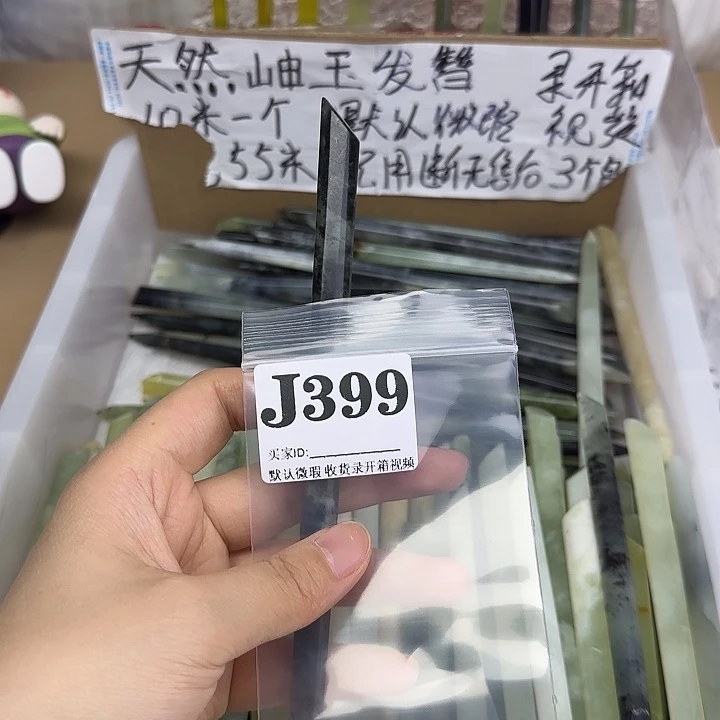 天然岫玉发簪 录开箱
10米一个 默认微瑕 视频
55米 用断无售后 3个包
J399
买家ID:
默认微瑕 收货录开箱视频